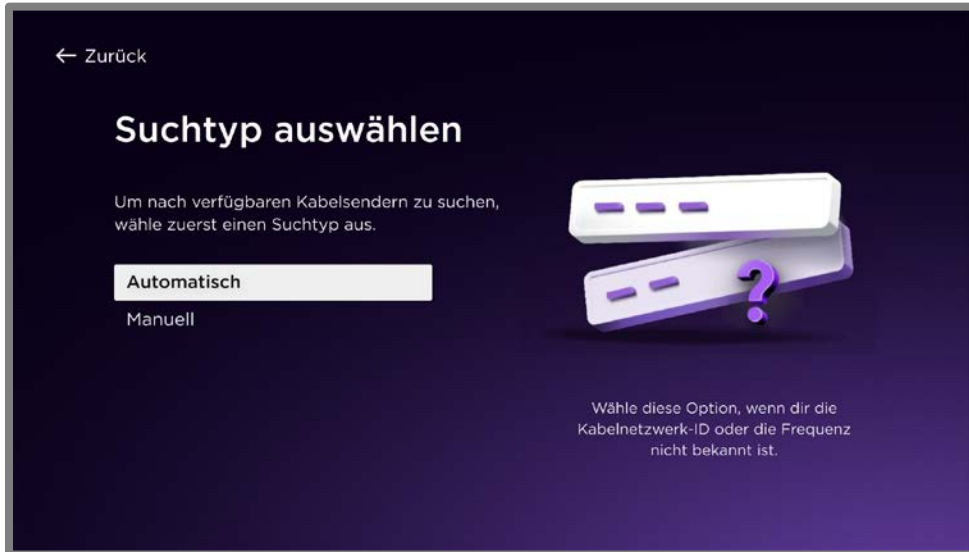 ← Zurück
Suchtyp auswählen
Um nach verfügbaren Kabelsendern zu suchen,
wähle zuerst einen Suchtyp aus.
Automatisch
Manuell
?
Wähle diese Option, wenn dir die
Kabelnetzwerk-ID oder die Frequenz
nicht bekannt ist.